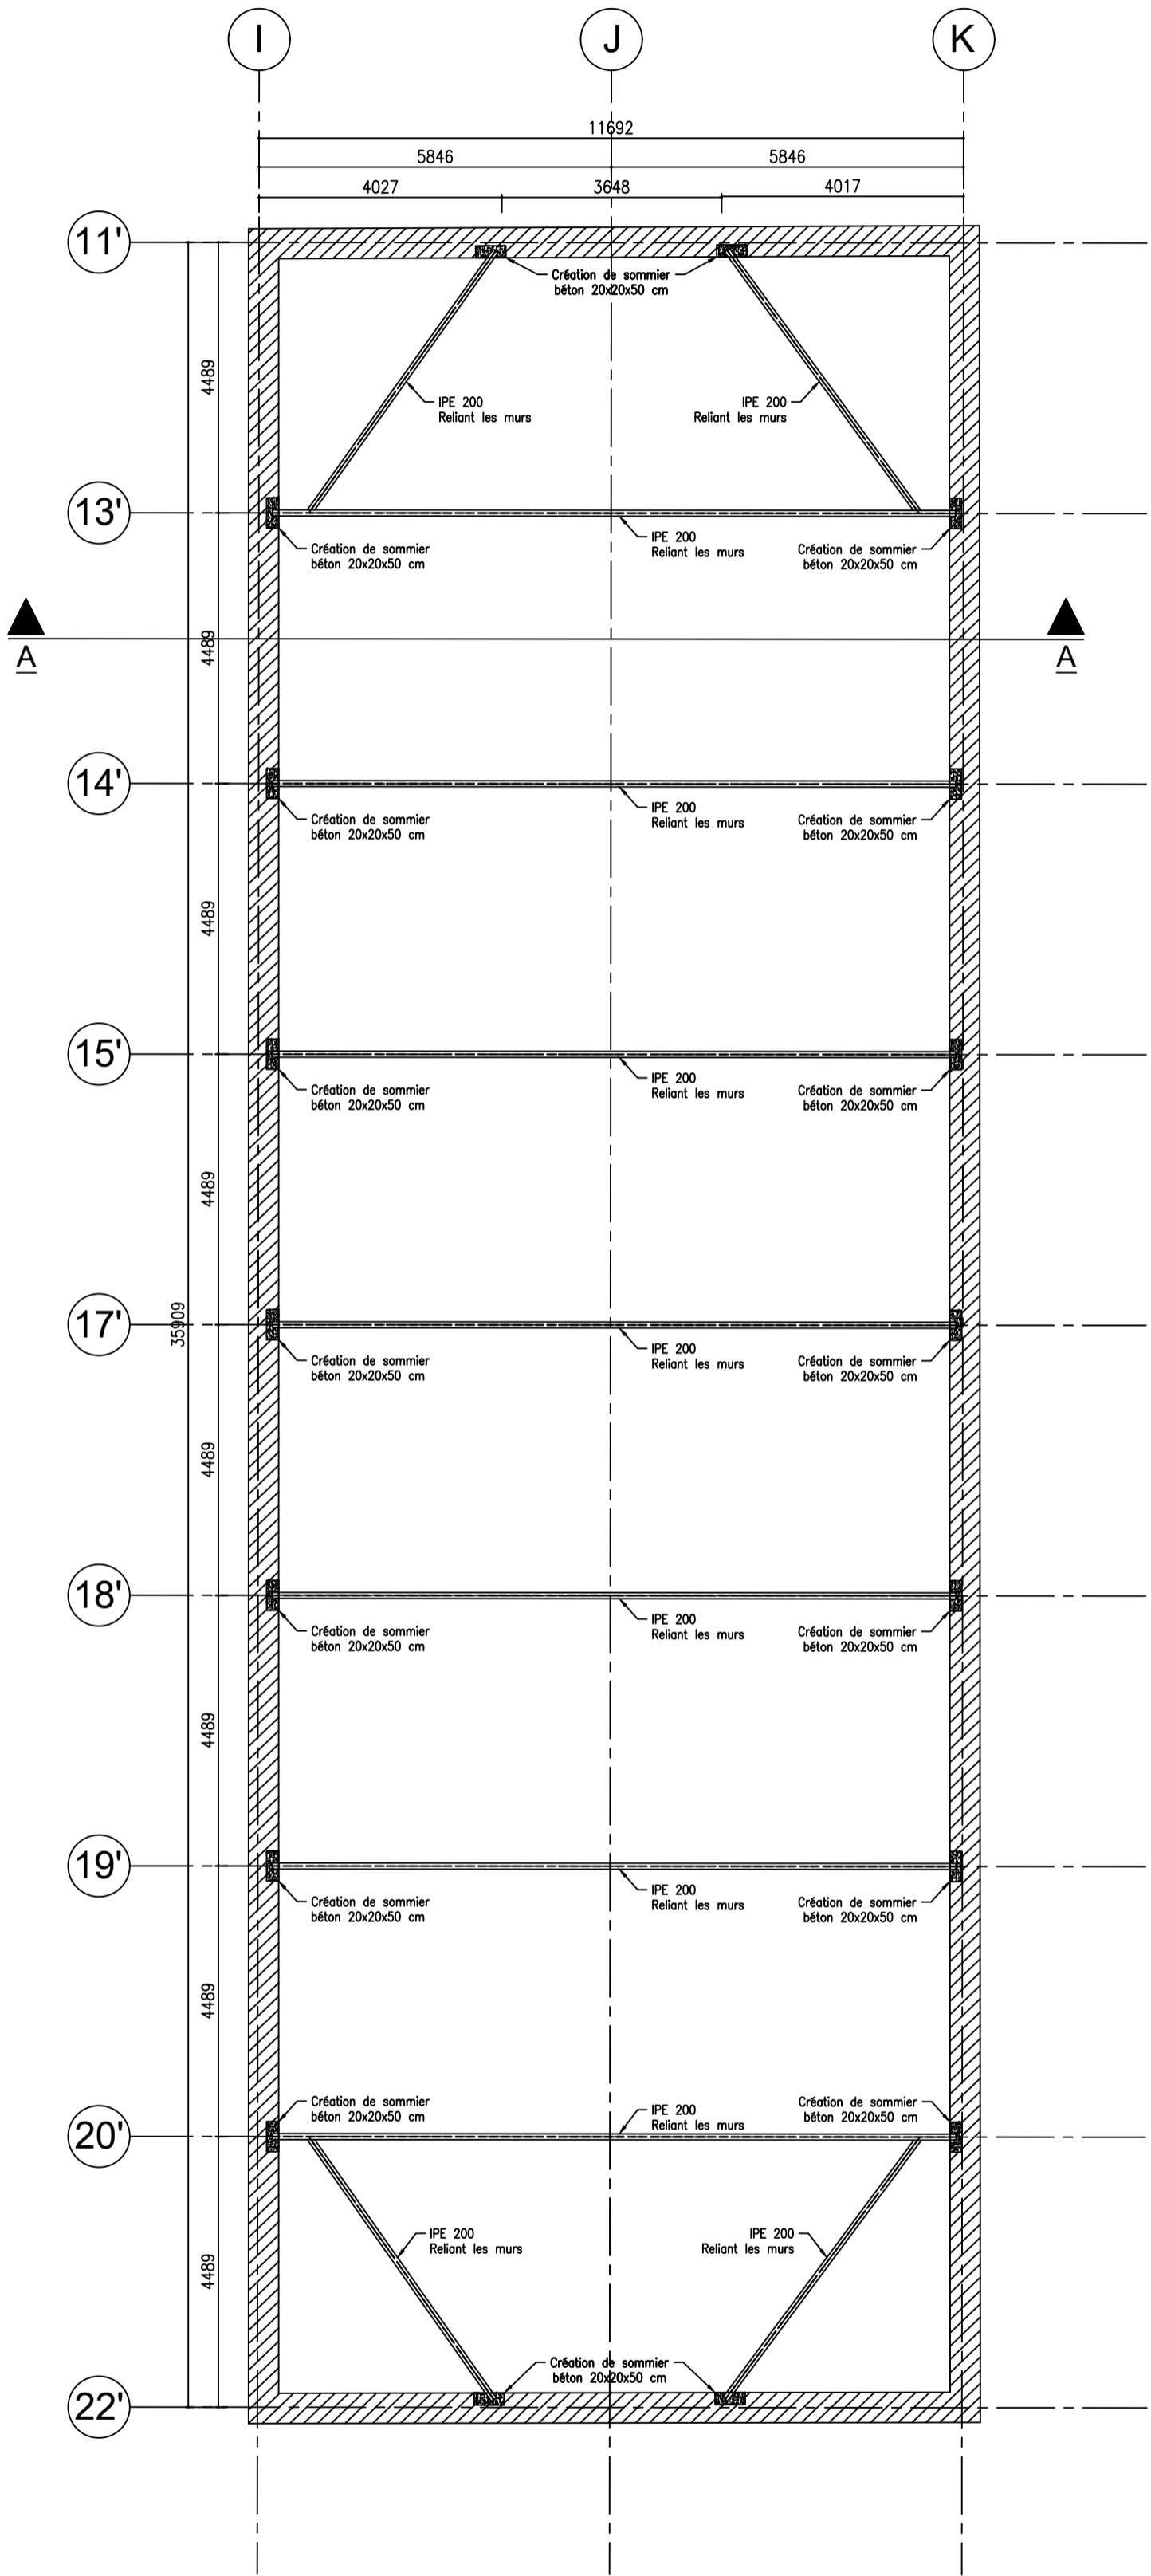 I
J
K
11692
5846
5846
4027
3648
4017
11'
Création de sommier
béton 20x20x50 cm
4489
IPE 200
Reliant les murs
IPE 200
Reliant les murs
13'
IPE 200
Reliant les murs
Création de sommier
béton 20x20x50 cm
Création de sommier
béton 20x20x50 cm
4489
A
A
14'
IPE 200
Reliant les murs
Création de sommier
béton 20x20x50 cm
Création de sommier
béton 20x20x50 cm
4489
15'
IPE 200
Reliant les murs
Création de sommier
béton 20x20x50 cm
Création de sommier
béton 20x20x50 cm
4489
35909
17'
IPE 200
Reliant les murs
Création de sommier
béton 20x20x50 cm
Création de sommier
béton 20x20x50 cm
4489
18'
IPE 200
Reliant les murs
Création de sommier
béton 20x20x50 cm
Création de sommier
béton 20x20x50 cm
4489
19'
IPE 200
Reliant les murs
Création de sommier
béton 20x20x50 cm
Création de sommier
béton 20x20x50 cm
4489
Création de sommier
béton 20x20x50 cm
IPE 200
Reliant les murs
Création de sommier
béton 20x20x50 cm
20'
IPE 200
Reliant les murs
IPE 200
Reliant les murs
4489
Création de sommier
béton 20x20x50 cm
22'